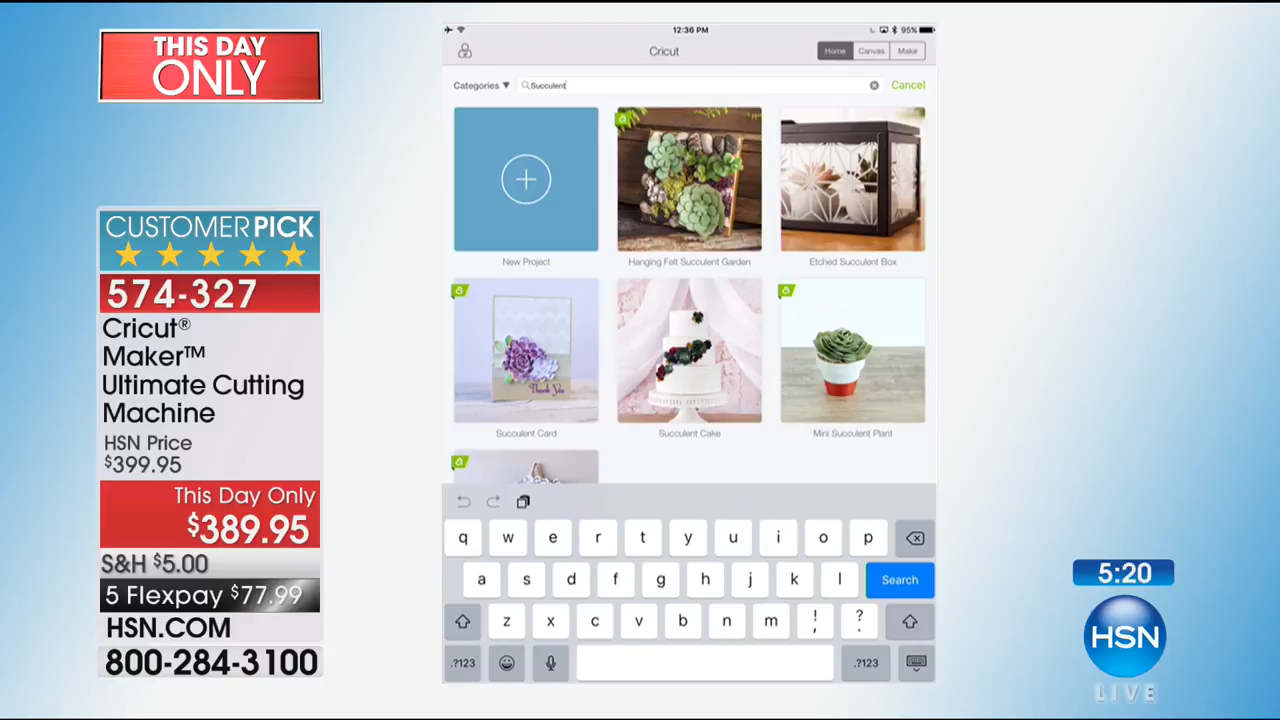 THIS DAY
ONLY
CUSTOMER PICK
574-327
Cricut®
Maker™
Ultimate Cutting
Machine
HSN Price
$399.95
This Day Only
$389.95
S&H $5.00
5 Flexpay $77.99
HSN.COM
800-284-3100
12:36 PM
95%
Cricut
Home
Canvas
Make
Categories ▼
Succulent
Cancel
New Project
Hanging Felt Succulent Garden
Etched Succulent Box
Thank You
Succulent Card
Succulent Cake
Mini Succulent Plant
q w e r t y u i o p
a s d f g h j k l Search
z x c v b n m ! , ? .
.?123 .?123
5:20
HSN
LIVE